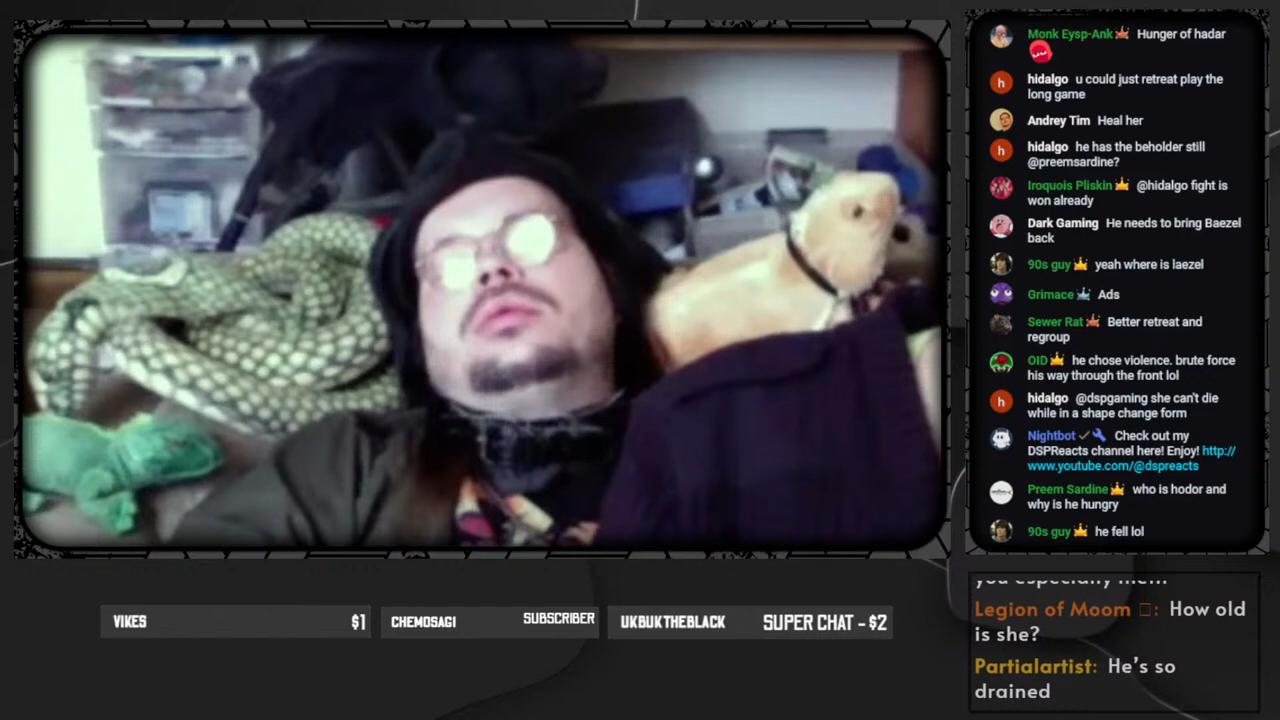 Monk Eysp-Ank Hunger of hadar
h hidalgo u could just retreat play the
long game
Andrey Tim Heal her
h hidalgo he has the beholder still
@preemsardine?
Iroquois Pliskin @hidalgo fight is
won already
Dark Gaming He needs to bring Baezel
back
90s guy yeah where is laezel
Grimace Ads
Sewer Rat Better retreat and
regroup
OID he chose violence. brute force
his way through the front lol
h hidalgo @dspgaming she can't die
while in a shape change form
Nightbot Check out my
DSPReacts channel here! Enjoy! http://
www.youtube.com/@dspreacts
Preem Sardine who is hodor and
why is he hungry
90s guy he fell lol
VIKES $1
CHEMOSAGI SUBSCRIBER
UKBUKTHEBLACK SUPER CHAT - $2
you especially them
Legion of Moom : How old
is she?
Partialartist: He's so
drained